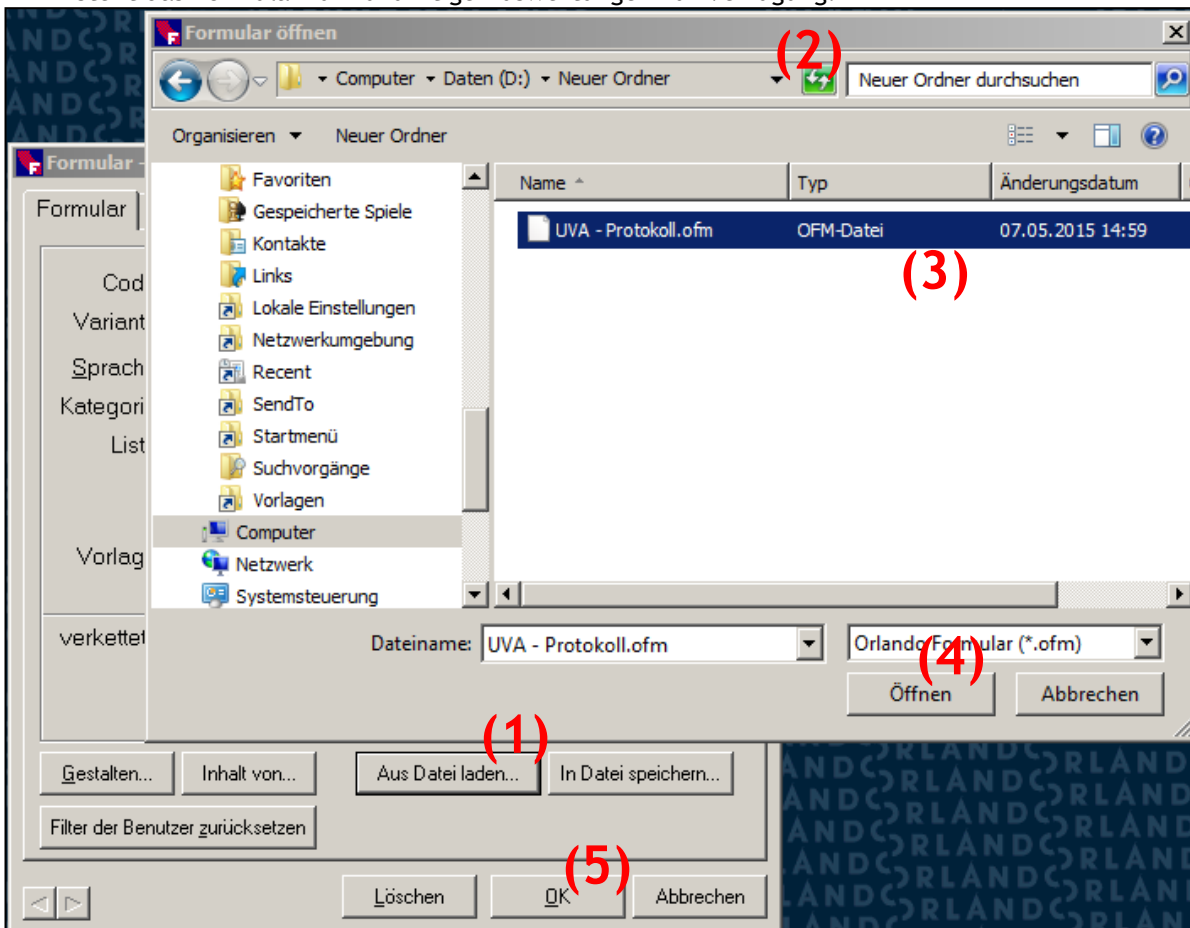 Formular öffnen
(2)
Computer Daten (D:) Neuer Ordner
Neuer Ordner durchsuchen
Organisieren Neuer Ordner
Formular -
Formular
Cod
Variant
Sprach
Kategori
List
Vorlag
verkettet
Favoriten
Gespeicherte Spiele
Kontakte
Links
Lokale Einstellungen
Netzwerkumgebung
Recent
SendTo
Startmenü
Suchvorgänge
Vorlagen
Computer
Netzwerk
Systemsteuerung
Name Typ Änderungsdatum
UVA - Protokoll.ofm OFM-Datei 07.05.2015 14:59
(3)
Dateiname: UVA - Protokoll.ofm Orlando Formular (*.ofm)
(4)
Öffnen Abbrechen
(1)
Gestalten... Inhalt von... Aus Datei laden... In Datei speichern...
Filter der Benutzer zurücksetzen
(5)
Löschen OK Abbrechen